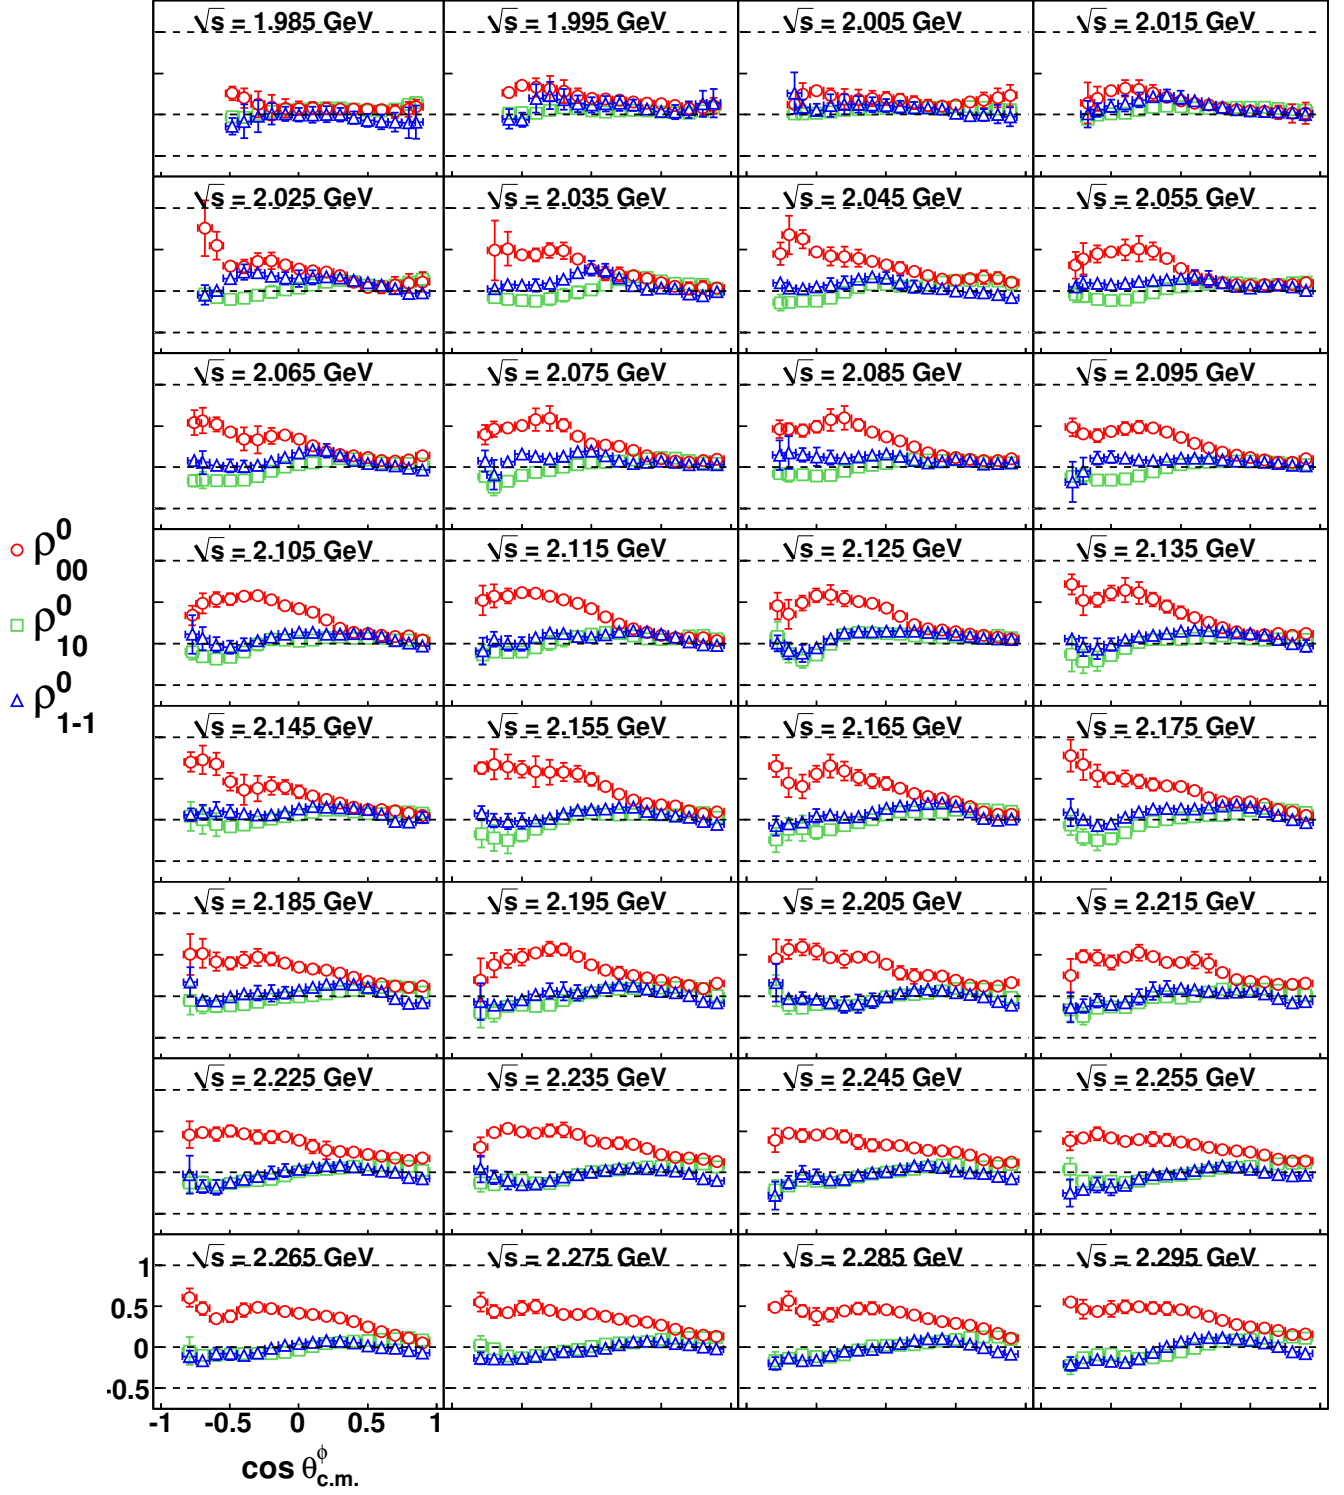 √s = 1.985 GeV √s = 1.995 GeV √s = 2.005 GeV √s = 2.015 GeV
√s = 2.025 GeV √s = 2.035 GeV √s = 2.045 GeV √s = 2.055 GeV
√s = 2.065 GeV √s = 2.075 GeV √s = 2.085 GeV √s = 2.095 GeV
ρ⁰₀₀
√s = 2.105 GeV √s = 2.115 GeV √s = 2.125 GeV √s = 2.135 GeV
ρ⁰₁₀
ρ⁰₁₋₁
√s = 2.145 GeV √s = 2.155 GeV √s = 2.165 GeV √s = 2.175 GeV
√s = 2.185 GeV √s = 2.195 GeV √s = 2.205 GeV √s = 2.215 GeV
√s = 2.225 GeV √s = 2.235 GeV √s = 2.245 GeV √s = 2.255 GeV
√s = 2.265 GeV √s = 2.275 GeV √s = 2.285 GeV √s = 2.295 GeV
1
0.5
0
-0.5
-1 -0.5 0 0.5 1
cos θ^ϕ_c.m.